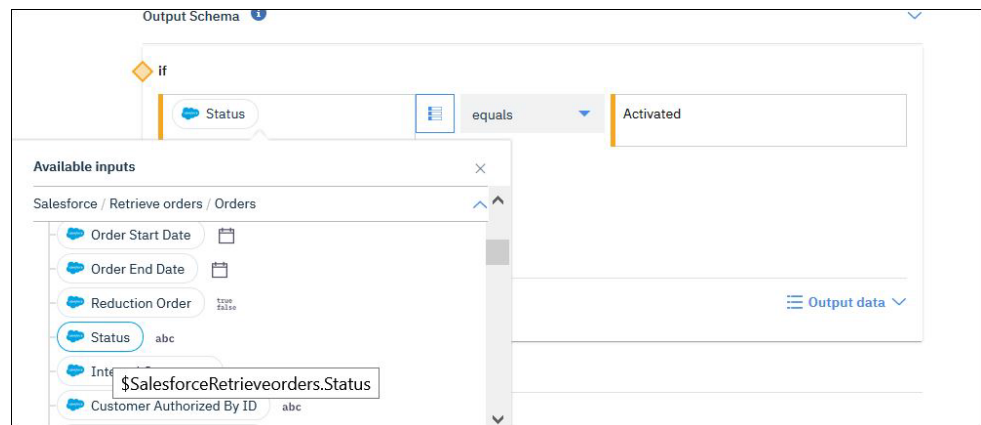 Output Schema i
if
Status
equals
Activated
Available inputs
Salesforce / Retrieve orders / Orders
Order Start Date
Order End Date
Reduction Order true false
Status abc
$SalesforceRetrieveorders.Status
Customer Authorized By ID abc
Output data